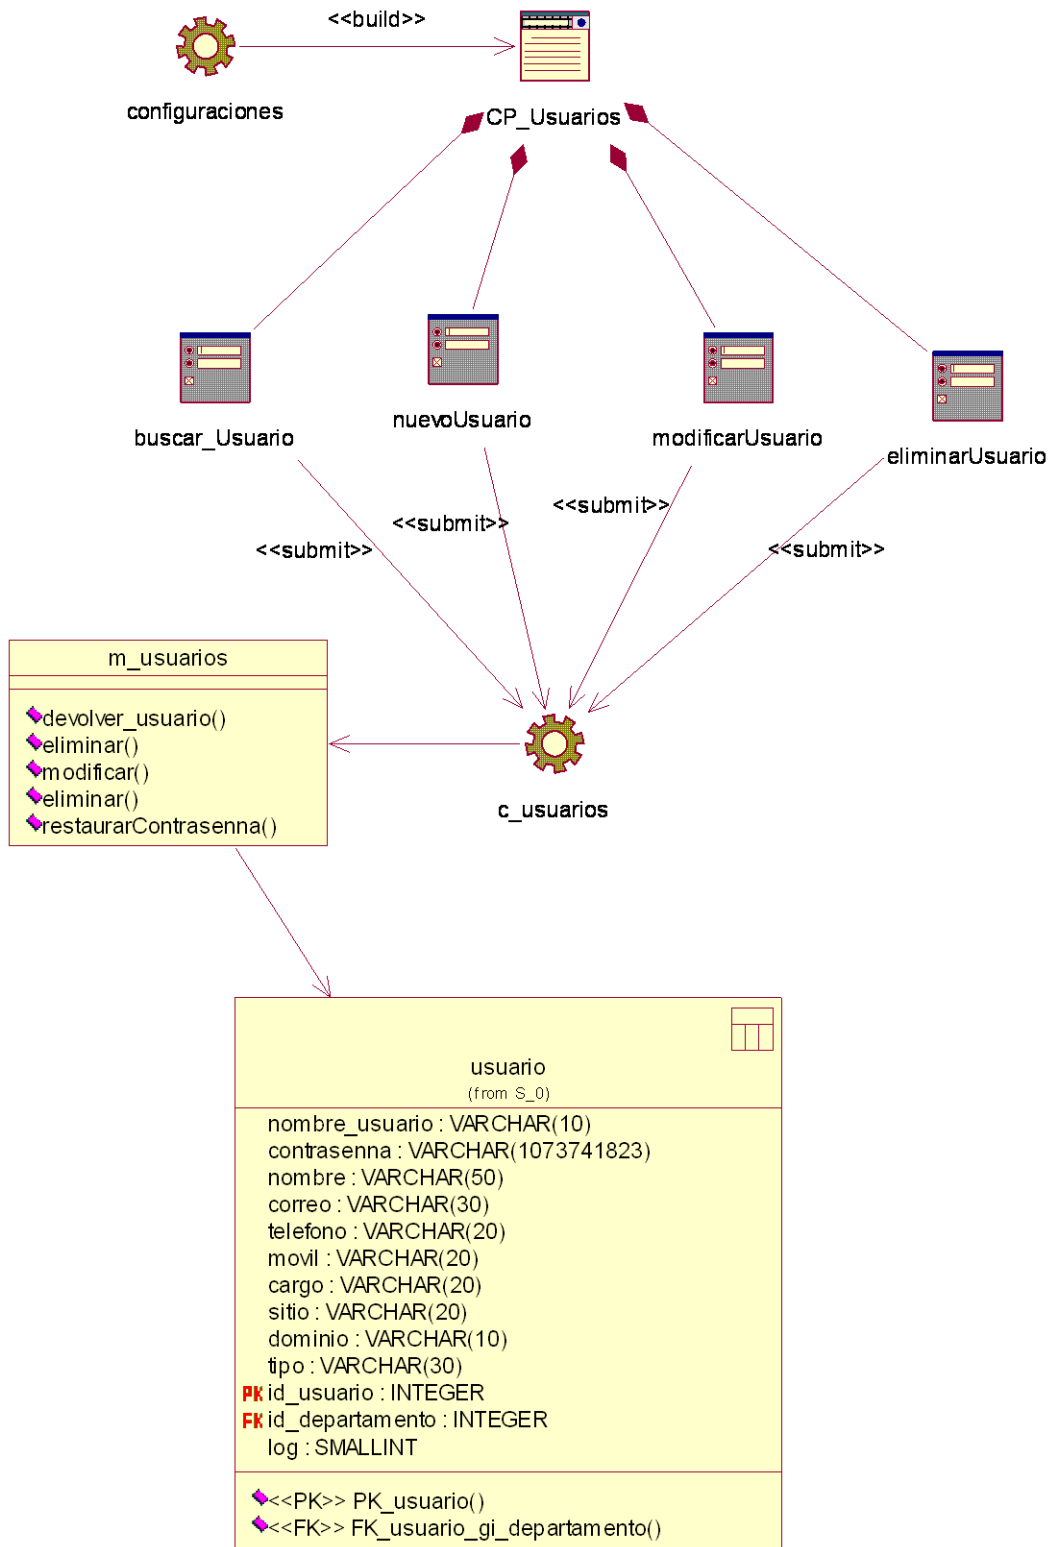 <<build>>
configuraciones
CP_Usuarios
buscar_Usuario
nuevoUsuario
modificarUsuario
eliminarUsuario
<<submit>>
<<submit>>
<<submit>>
<<submit>>
m_usuarios
devolver_usuario()
eliminar()
modificar()
eliminar()
restaurarContrasenna()
c_usuarios
usuario
(from S_0)
nombre_usuario : VARCHAR(10)
contrasenna : VARCHAR(1073741823)
nombre : VARCHAR(50)
correo : VARCHAR(30)
telefono : VARCHAR(20)
movil : VARCHAR(20)
cargo : VARCHAR(20)
sitio : VARCHAR(20)
dominio : VARCHAR(10)
tipo : VARCHAR(30)
PK id_usuario : INTEGER
FK id_departamento : INTEGER
log : SMALLINT
<<PK>> PK_usuario()
<<FK>> FK_usuario_gi_departamento()